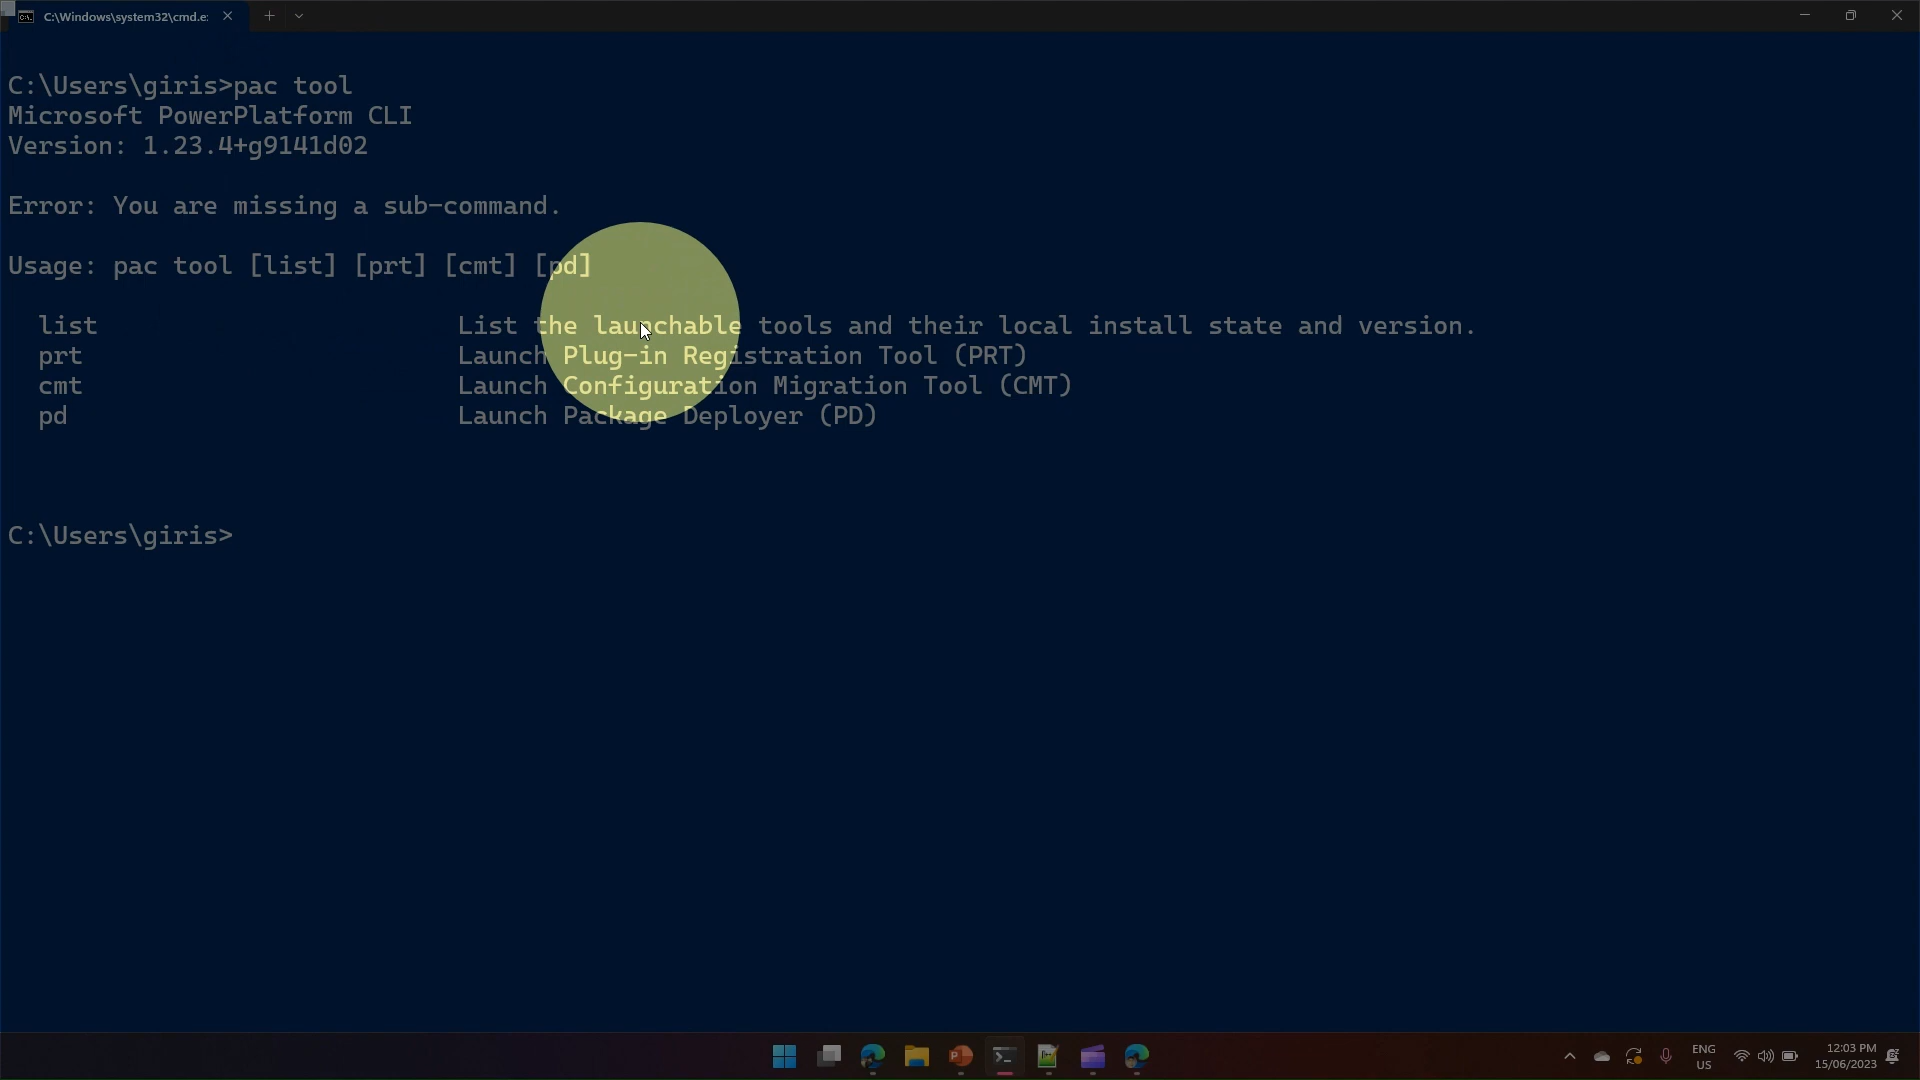 C:\Windows\system32\cmd.e:
C:\Users\giris>pac tool
Microsoft PowerPlatform CLI
Version: 1.23.4+g9141d02
Error: You are missing a sub-command.
Usage: pac tool [list] [prt] [cmt] [pd]
list List the launchable tools and their local install state and version.
prt Launch Plug-in Registration Tool (PRT)
cmt Launch Configuration Migration Tool (CMT)
pd Launch Package Deployer (PD)
C:\Users\giris>
ENG
US
12:03 PM
15/06/2023